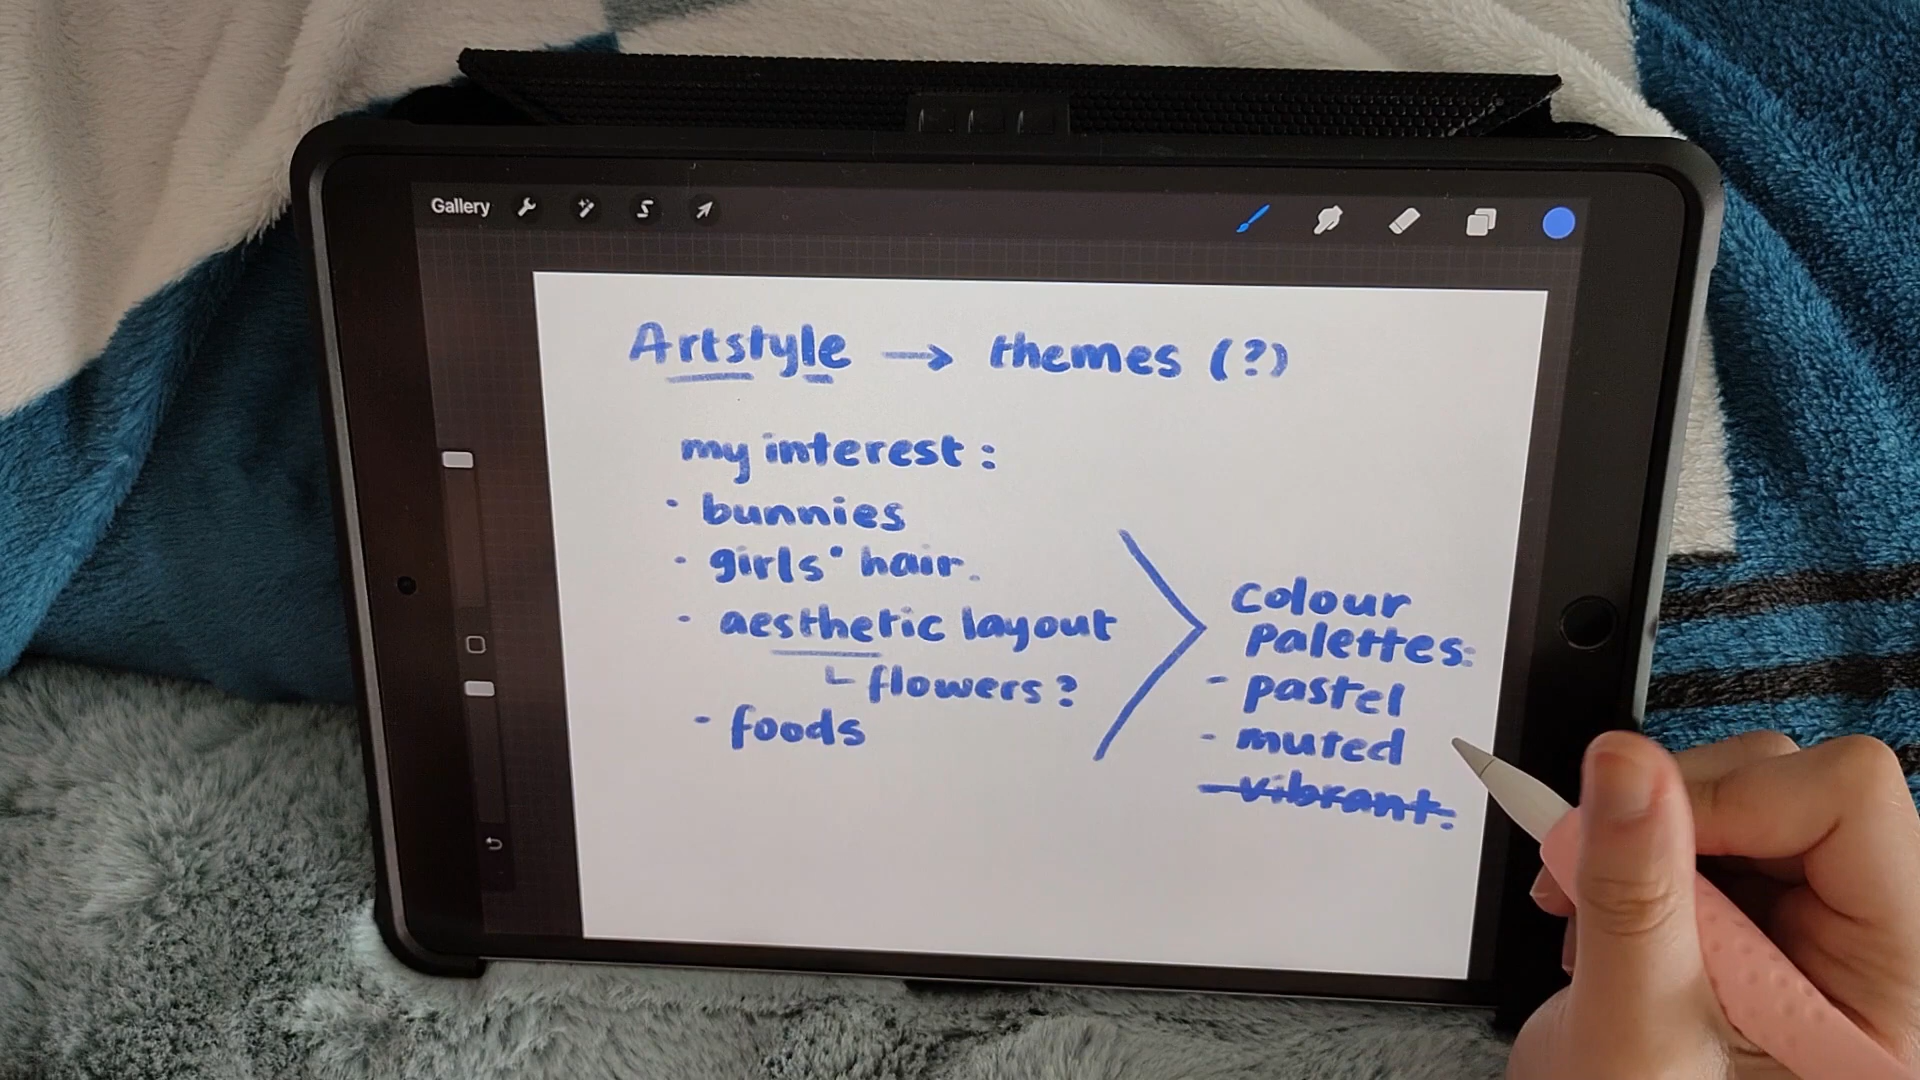 Gallery
Artstyle → themes (?)
my interest:
· bunnies
· girls' hair.
· aesthetic layout
└ flowers?
- foods
colour
palettes:
- pastel
- muted
- vibrant.